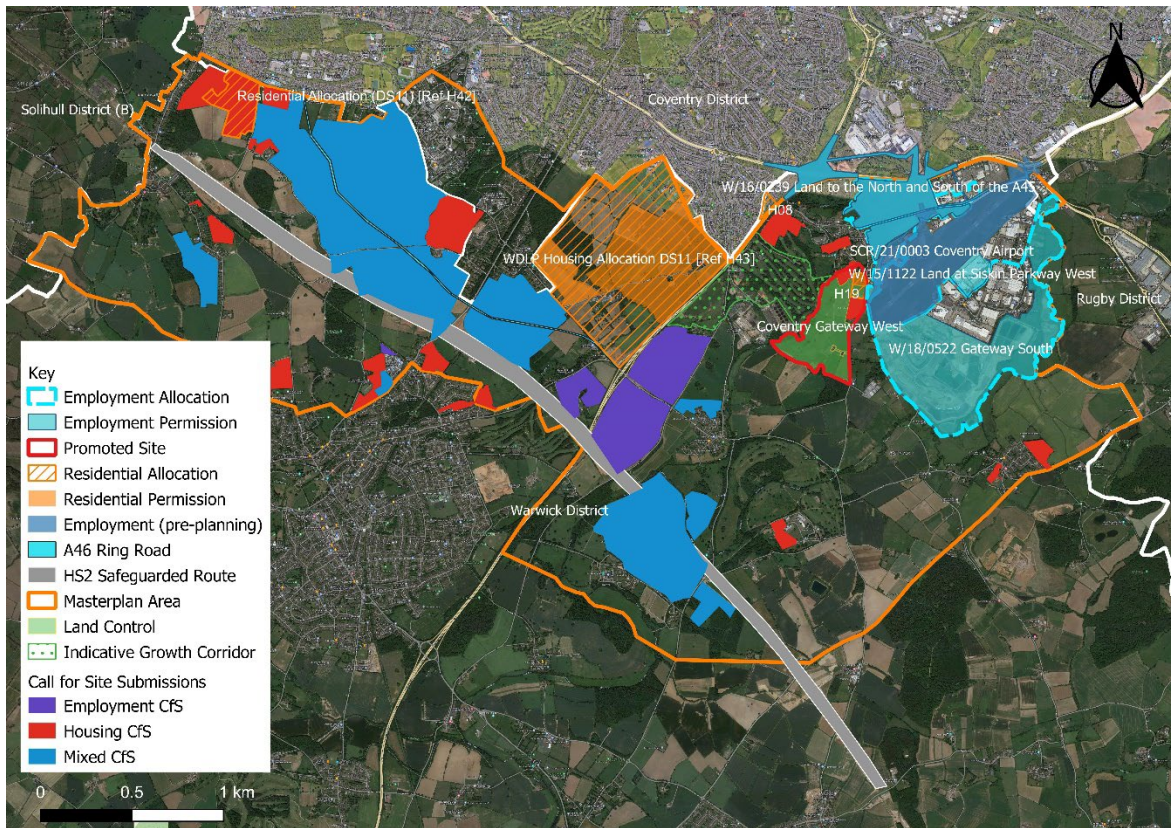 N
Solihull District (B)
Residential Allocation (DS11) [Ref H42]
Coventry District
W/16/0239 Land to the North and South of the A45
H08
SCR/21/0003 Coventry Airport
WDLP Housing Allocation DS11 [Ref H43]
W/15/1122 Land at Siskin Parkway West
H19
Rugby District
Coventry Gateway West
W/18/0522 Gateway South
Warwick District
Key
Employment Allocation
Employment Permission
Promoted Site
Residential Allocation
Residential Permission
Employment (pre-planning)
A46 Ring Road
HS2 Safeguarded Route
Masterplan Area
Land Control
Indicative Growth Corridor
Call for Site Submissions
Employment CfS
Housing CfS
Mixed CfS
0 0.5 1 km